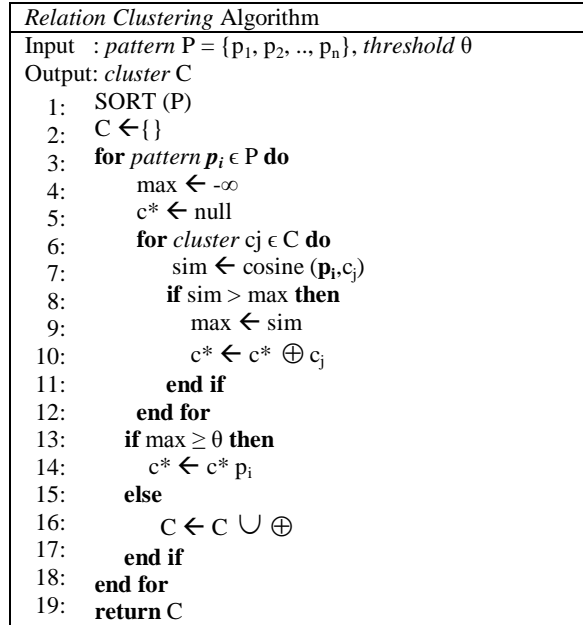 Relation Clustering Algorithm
Input : pattern P = {p1, p2, .., pn}, threshold θ
Output: cluster C
1: SORT (P)
2: C ← { }
3: for pattern pi ϵ P do
4: max ← -∞
5: c* ← null
6: for cluster cj ϵ C do
7: sim ← cosine (pi,cj)
8: if sim > max then
9: max ← sim
10: c* ← c* ⊕ cj
11: end if
12: end for
13: if max ≥ θ then
14: c* ← c* pi
15: else
16: C ← C ∪ ⊕
17: end if
18: end for
19: return C